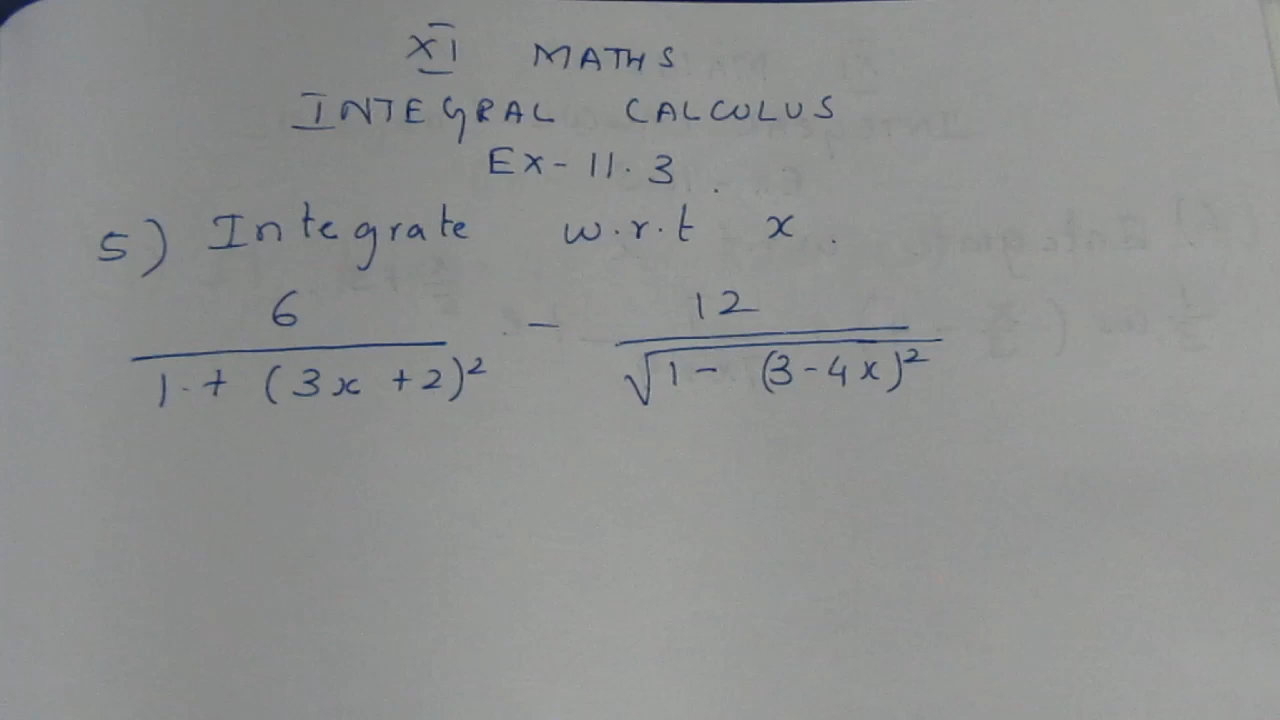 XI MATHS
INTEGRAL CALCULUS
Ex-11.3.
5) Integrate w.r.t x.
6 - 12
1 + (3x + 2)² √1 - (3-4x)²